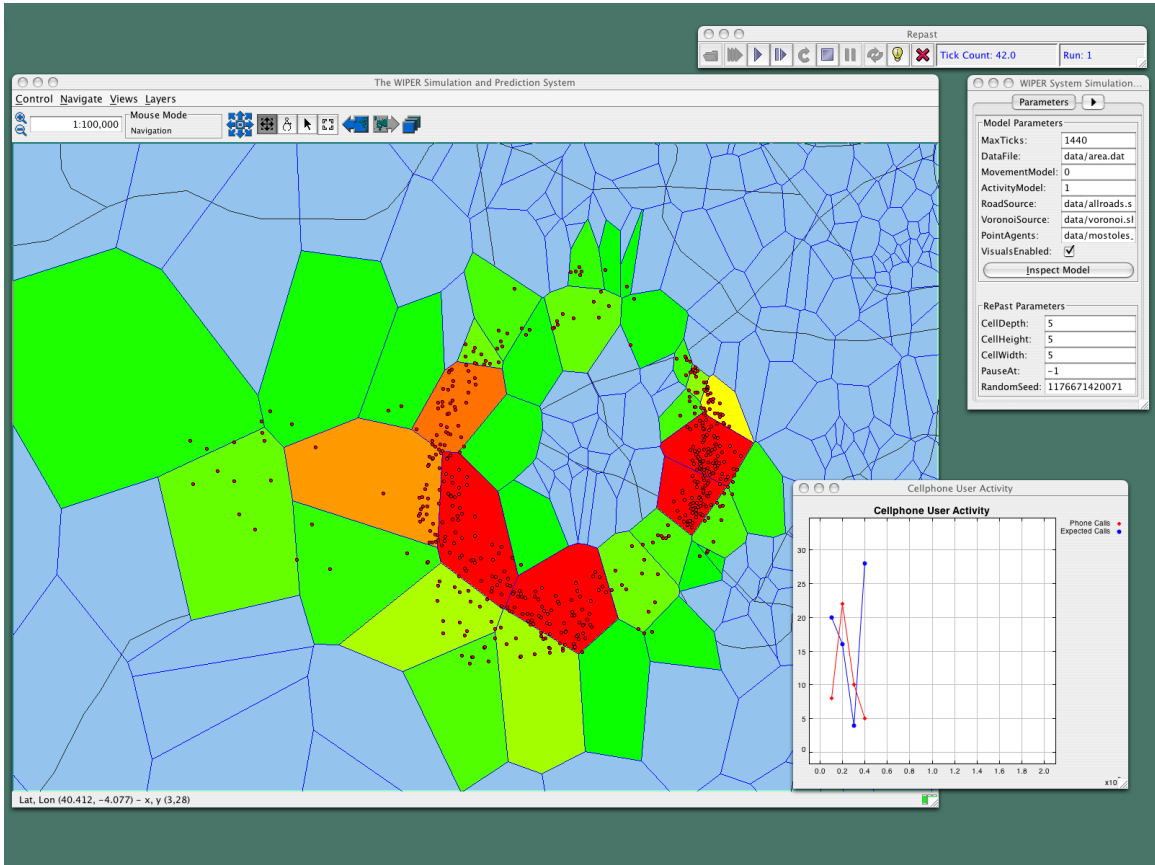 Repast
Tick Count: 42.0
Run: 1
The WIPER Simulation and Prediction System
Control Navigate Views Layers
1:100,000
Mouse Mode
Navigation
Lat, Lon (40.412, -4.077) - x, y (3,28)
WIPER System Simulation...
Parameters
Model Parameters
MaxTicks: 1440
DataFile: data/area.dat
MovementModel: 0
ActivityModel: 1
RoadSource: data/allroads.s
VoronoiSource: data/voronoi.sl
PointAgents: data/mostoles_
VisualsEnabled:
Inspect Model
RePast Parameters
CellDepth: 5
CellHeight: 5
CellWidth: 5
PauseAt: -1
RandomSeed: 1176671420071
Cellphone User Activity
Cellphone User Activity
Phone Calls
Expected Calls
30
25
20
15
10
5
0
0.0 0.2 0.4 0.6 0.8 1.0 1.2 1.4 1.6 1.8 2.0